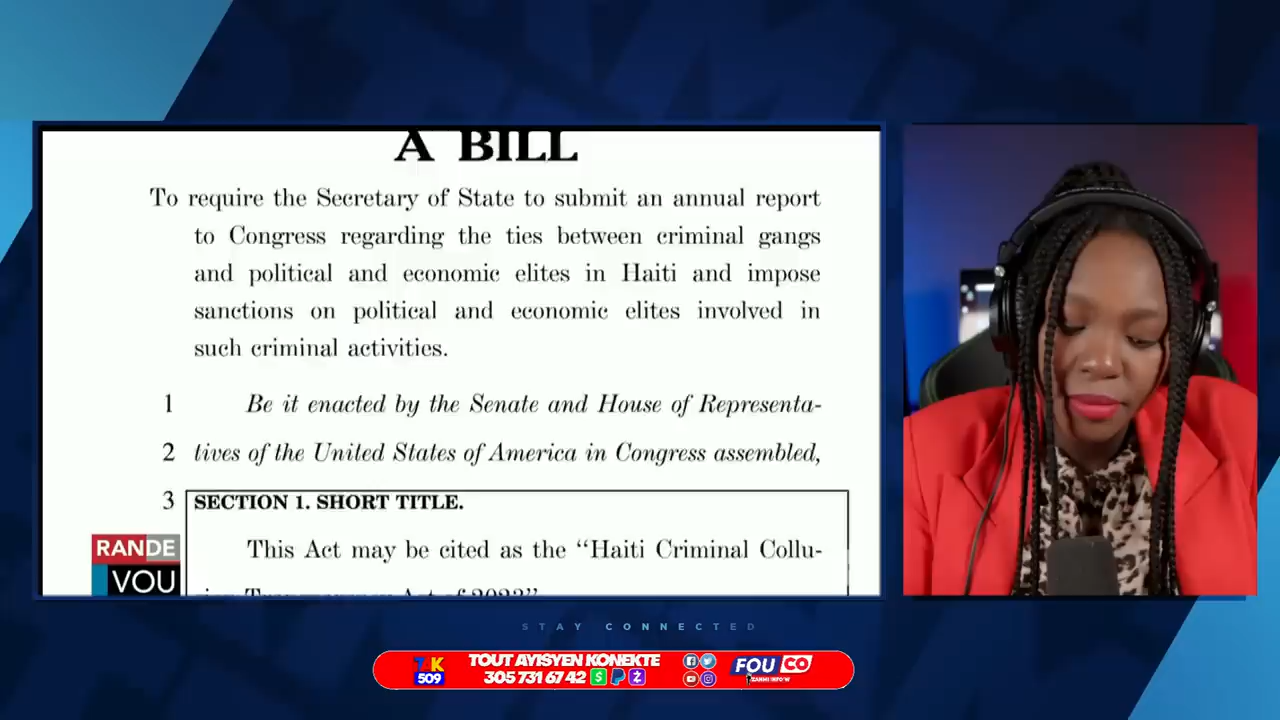 A BILL
To require the Secretary of State to submit an annual report
to Congress regarding the ties between criminal gangs
and political and economic elites in Haiti and impose
sanctions on political and economic elites involved in
such criminal activities.
1 Be it enacted by the Senate and House of Representa-
2 tives of the United States of America in Congress assembled,
3 SECTION 1. SHORT TITLE.
This Act may be cited as the “Haiti Criminal Collu-
RANDE
VOU
STAY CONNECTED
509
TOUT AYISYEN KONEKTE
305 731 67 42
FOUCO